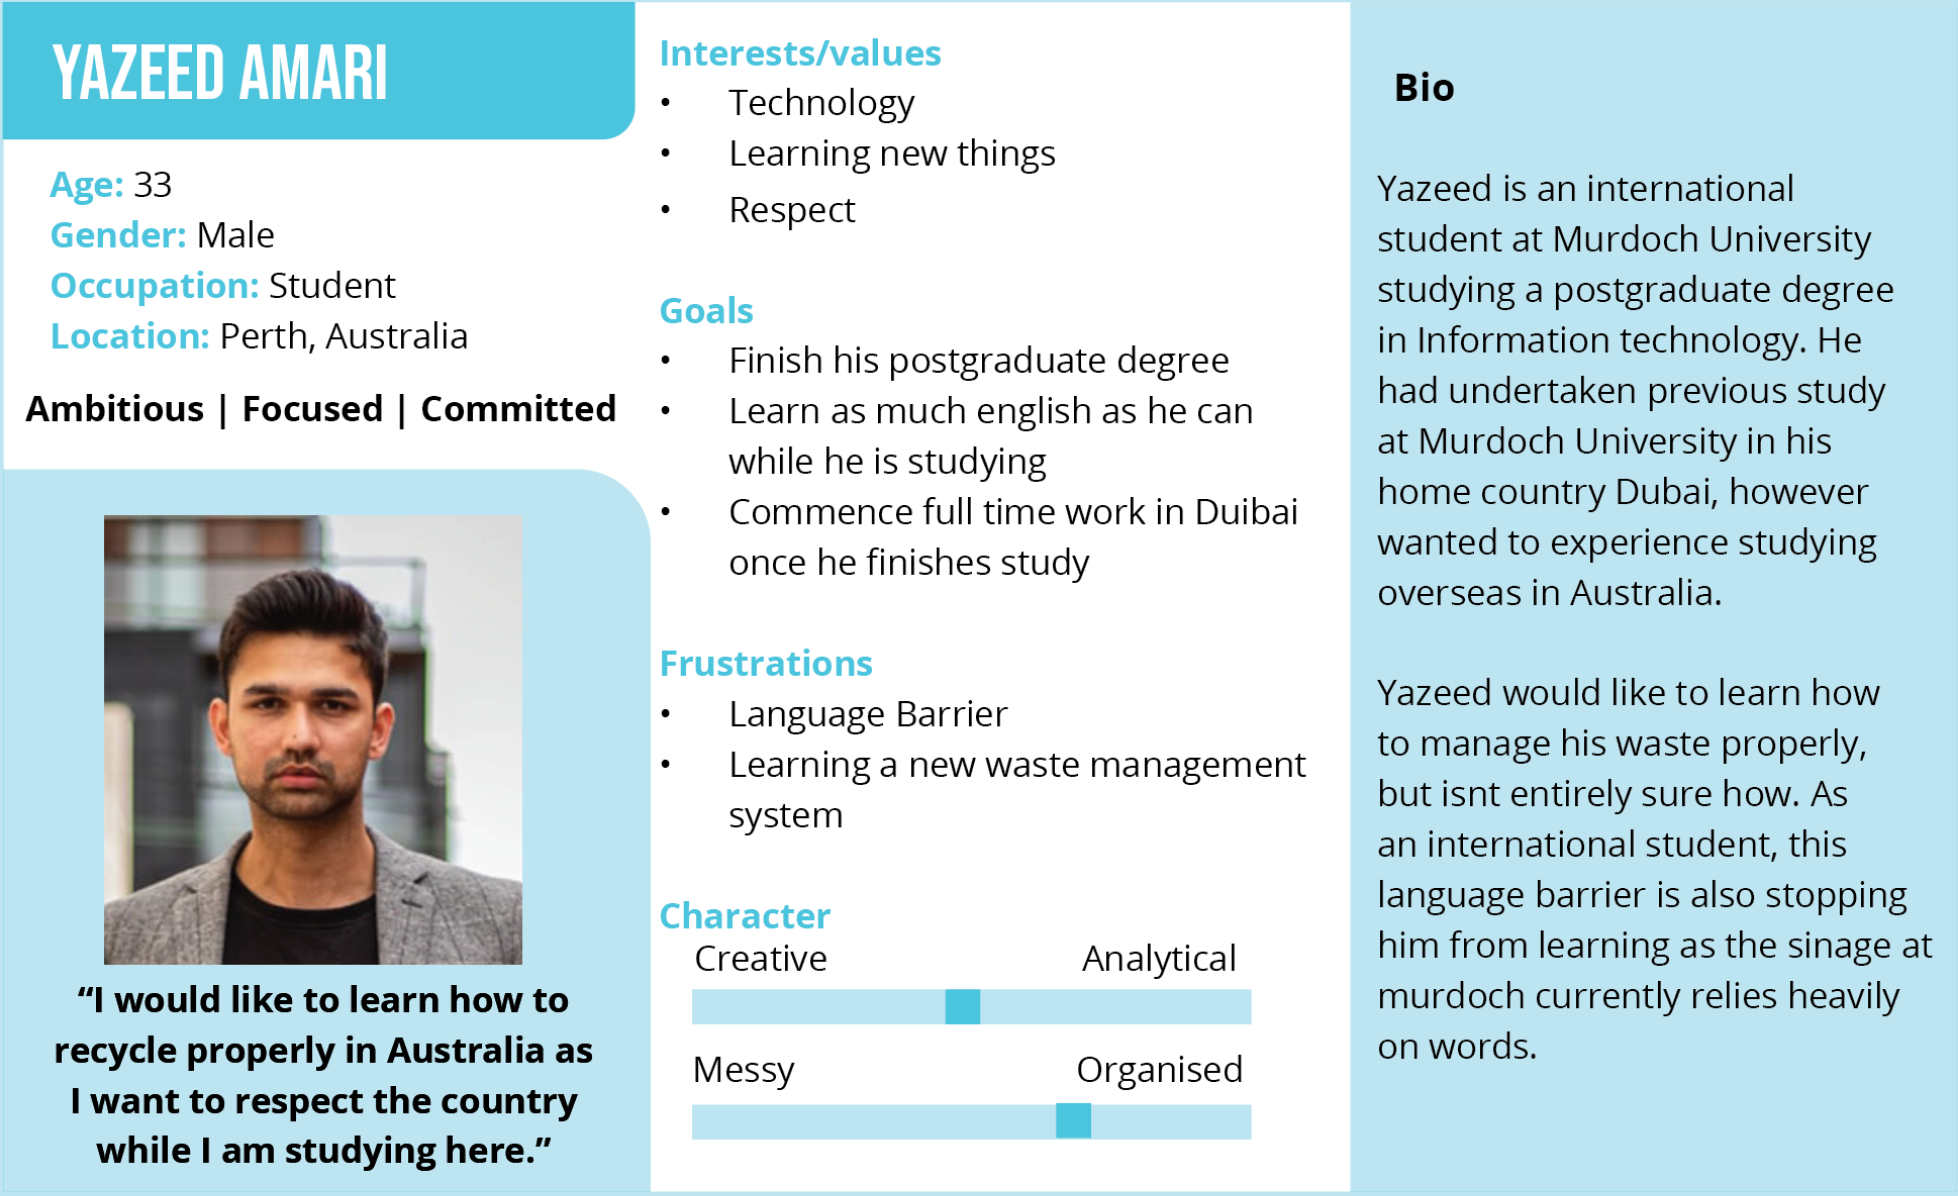 YAZEED AMARI
Age: 33
Gender: Male
Occupation: Student
Location: Perth, Australia
Ambitious | Focused | Committed
“I would like to learn how to
recycle properly in Australia as
I want to respect the country
while I am studying here.”
Interests/values
• Technology
• Learning new things
• Respect
Goals
• Finish his postgraduate degree
• Learn as much english as he can
while he is studying
• Commence full time work in Duibai
once he finishes study
Frustrations
• Language Barrier
• Learning a new waste management
system
Character
Creative Analytical
Messy Organised
Bio
Yazeed is an international
student at Murdoch University
studying a postgraduate degree
in Information technology. He
had undertaken previous study
at Murdoch University in his
home country Dubai, however
wanted to experience studying
overseas in Australia.
Yazeed would like to learn how
to manage his waste properly,
but isnt entirely sure how. As
an international student, this
language barrier is also stopping
him from learning as the sinage at
murdoch currently relies heavily
on words.